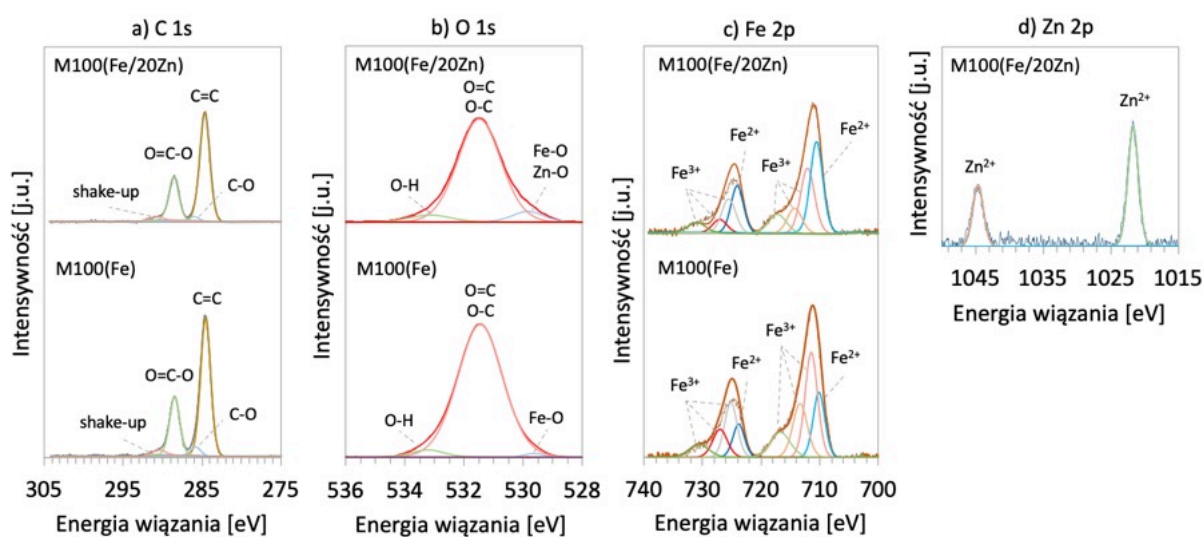 a) C 1s
Intensywność [j.u.]
M100(Fe/20Zn)
C=C
O=C-O
shake-up
C-O
M100(Fe)
C=C
O=C-O
shake-up
C-O
305 295 285 275
Energia wiązania [eV]
b) O 1s
Intensywność [j.u.]
M100(Fe/20Zn)
O=C
O-C
Fe-O
Zn-O
O-H
M100(Fe)
O=C
O-C
O-H
Fe-O
536 534 532 530 528
Energia wiązania [eV]
c) Fe 2p
Intensywność [j.u.]
M100(Fe/20Zn)
Fe²⁺
Fe³⁺
Fe³⁺
Fe²⁺
M100(Fe)
Fe³⁺
Fe²⁺
Fe³⁺
Fe²⁺
740 730 720 710 700
Energia wiązania [eV]
d) Zn 2p
Intensywność [j.u.]
M100(Fe/20Zn)
Zn²⁺
Zn²⁺
1045 1035 1025 1015
Energia wiązania [eV]